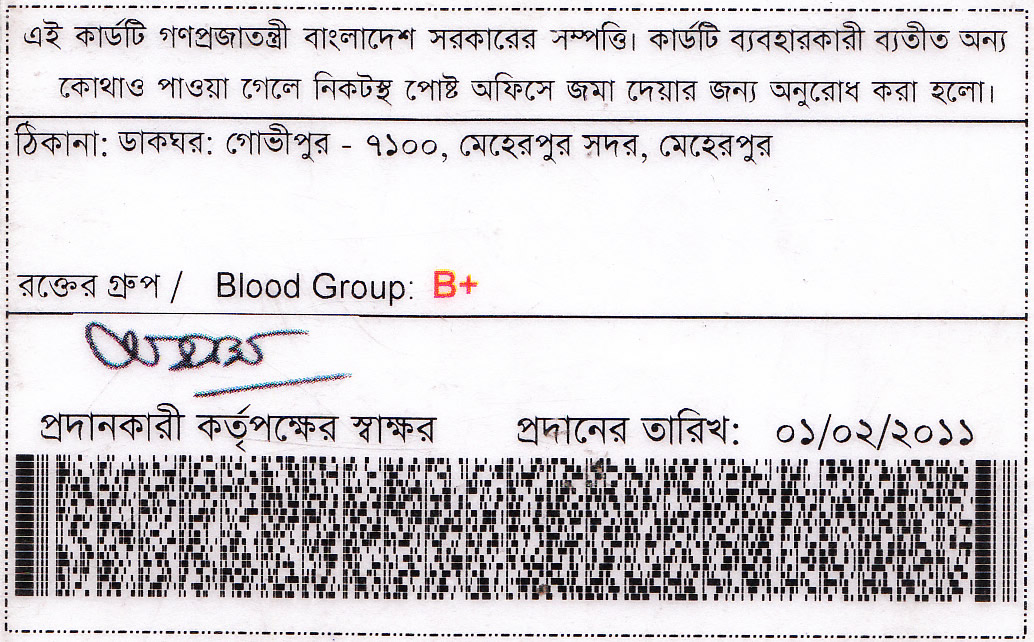 এই কার্ডটি গণপ্রজাতন্ত্রী বাংলাদেশ সরকারের সম্পত্তি। কার্ডটি ব্যবহারকারী ব্যতীত অন্য
কোথাও পাওয়া গেলে নিকটস্থ পোষ্ট অফিসে জমা দেয়ার জন্য অনুরোধ করা হলো।
ঠিকানা: ডাকঘর: গোভীপুর - ৭১০০, মেহেরপুর সদর, মেহেরপুর
রক্তের গ্রুপ / Blood Group: B+
প্রদানকারী কর্তৃপক্ষের স্বাক্ষর প্রদানের তারিখ: ০১/০২/২০১১